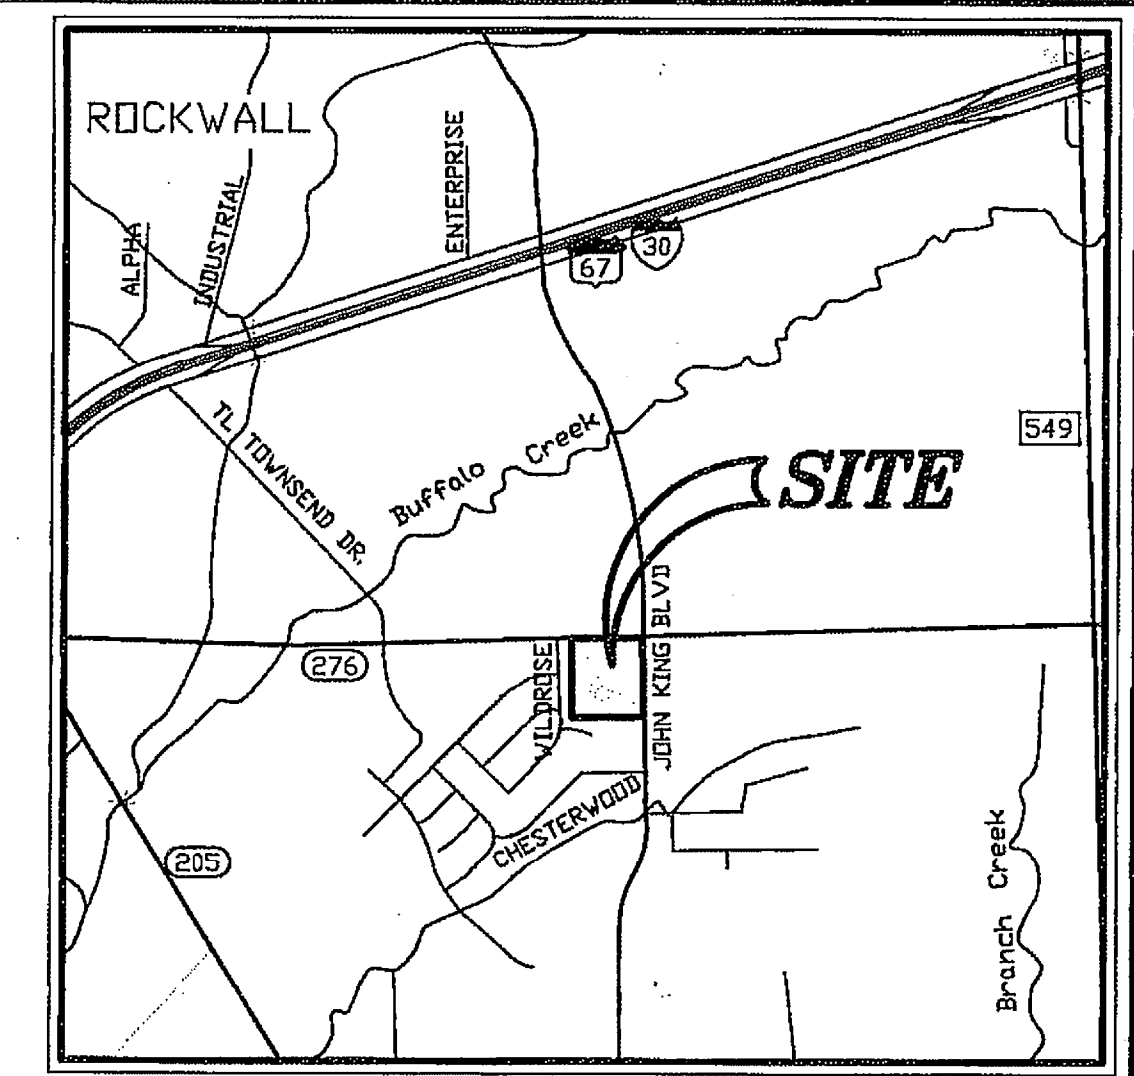 ROCKWALL
ENTERPRISE
INDUSTRIAL
ALPHA
67
30
TL TOWNSEND DR.
Buffalo Creek
549
SITE
JOHN KING BLVD
276
WILDROSE
CHESTERWOOD
205
Branch Creek